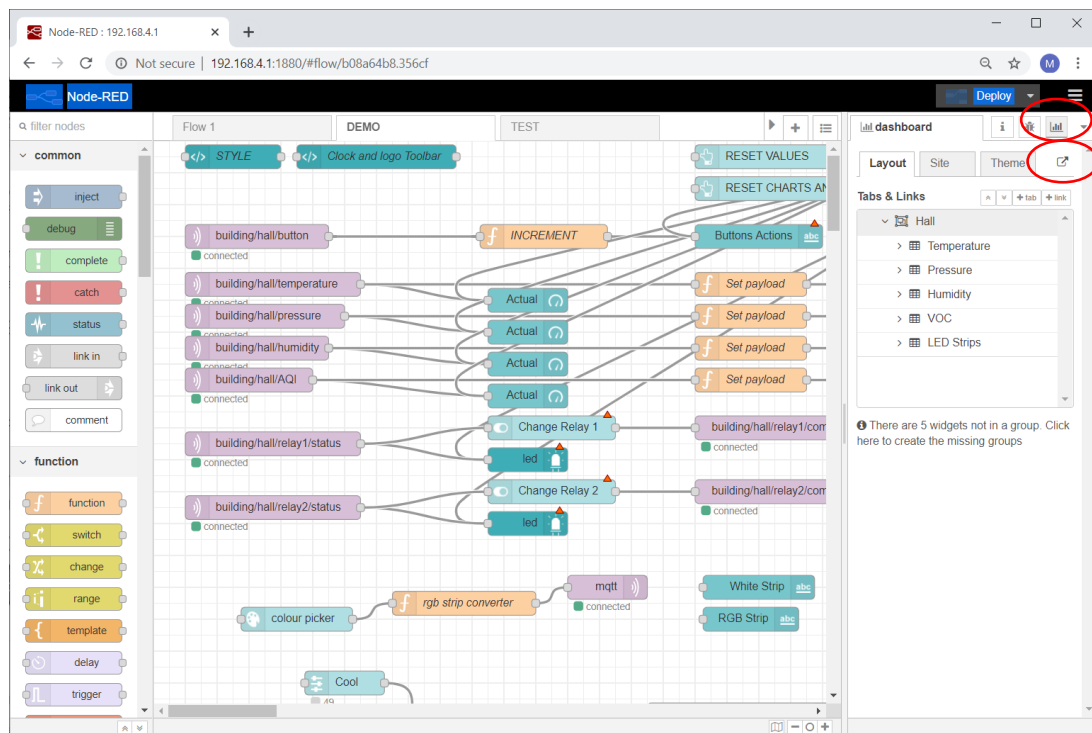 Node-RED : 192.168.4.1
Not secure | 192.168.4.1:1880/#flow/b08a64b8.356cf
M
Node-RED
Deploy
filter nodes
Flow 1
DEMO
TEST
dashboard
i
common
inject
debug
complete
catch
status
link in
link out
comment
function
function
switch
change
range
template
delay
trigger
STYLE
Clock and logo Toolbar
RESET VALUES
RESET CHARTS AN
building/hall/button
connected
INCREMENT
Buttons Actions
abc
building/hall/temperature
connected
Actual
Set payload
building/hall/pressure
connected
Actual
Set payload
building/hall/humidity
connected
Actual
Set payload
building/hall/AQI
connected
Actual
Set payload
Change Relay 1
building/hall/relay1/com
connected
building/hall/relay1/status
connected
led
Change Relay 2
building/hall/relay2/com
connected
building/hall/relay2/status
connected
led
mqtt
connected
White Strip
abc
rgb strip converter
colour picker
RGB Strip
abc
Cool
49
Layout
Site
Theme
Tabs & Links
+ tab
+ link
Hall
Temperature
Pressure
Humidity
VOC
LED Strips
There are 5 widgets not in a group. Click
here to create the missing groups